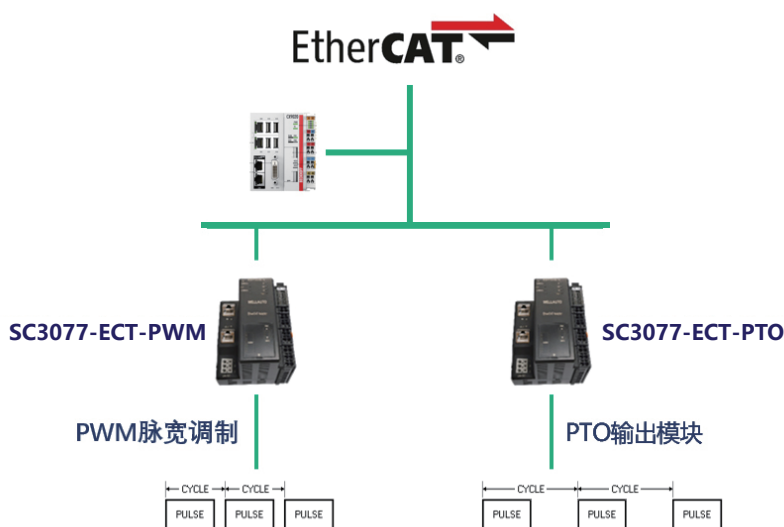 EtherCAT®
SC3077-ECT-PWM
SC3077-ECT-PTO
PWM脉宽调制
PTO输出模块
CYCLE CYCLE
PULSE PULSE PULSE
CYCLE CYCLE
PULSE PULSE PULSE